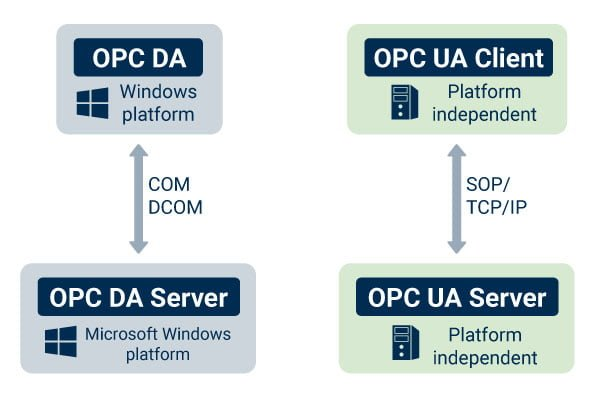 OPC DA
Windows
platform
COM
DCOM
OPC DA Server
Microsoft Windows
platform
OPC UA Client
Platform
independent
SOP/
TCP/IP
OPC UA Server
Platform
independent